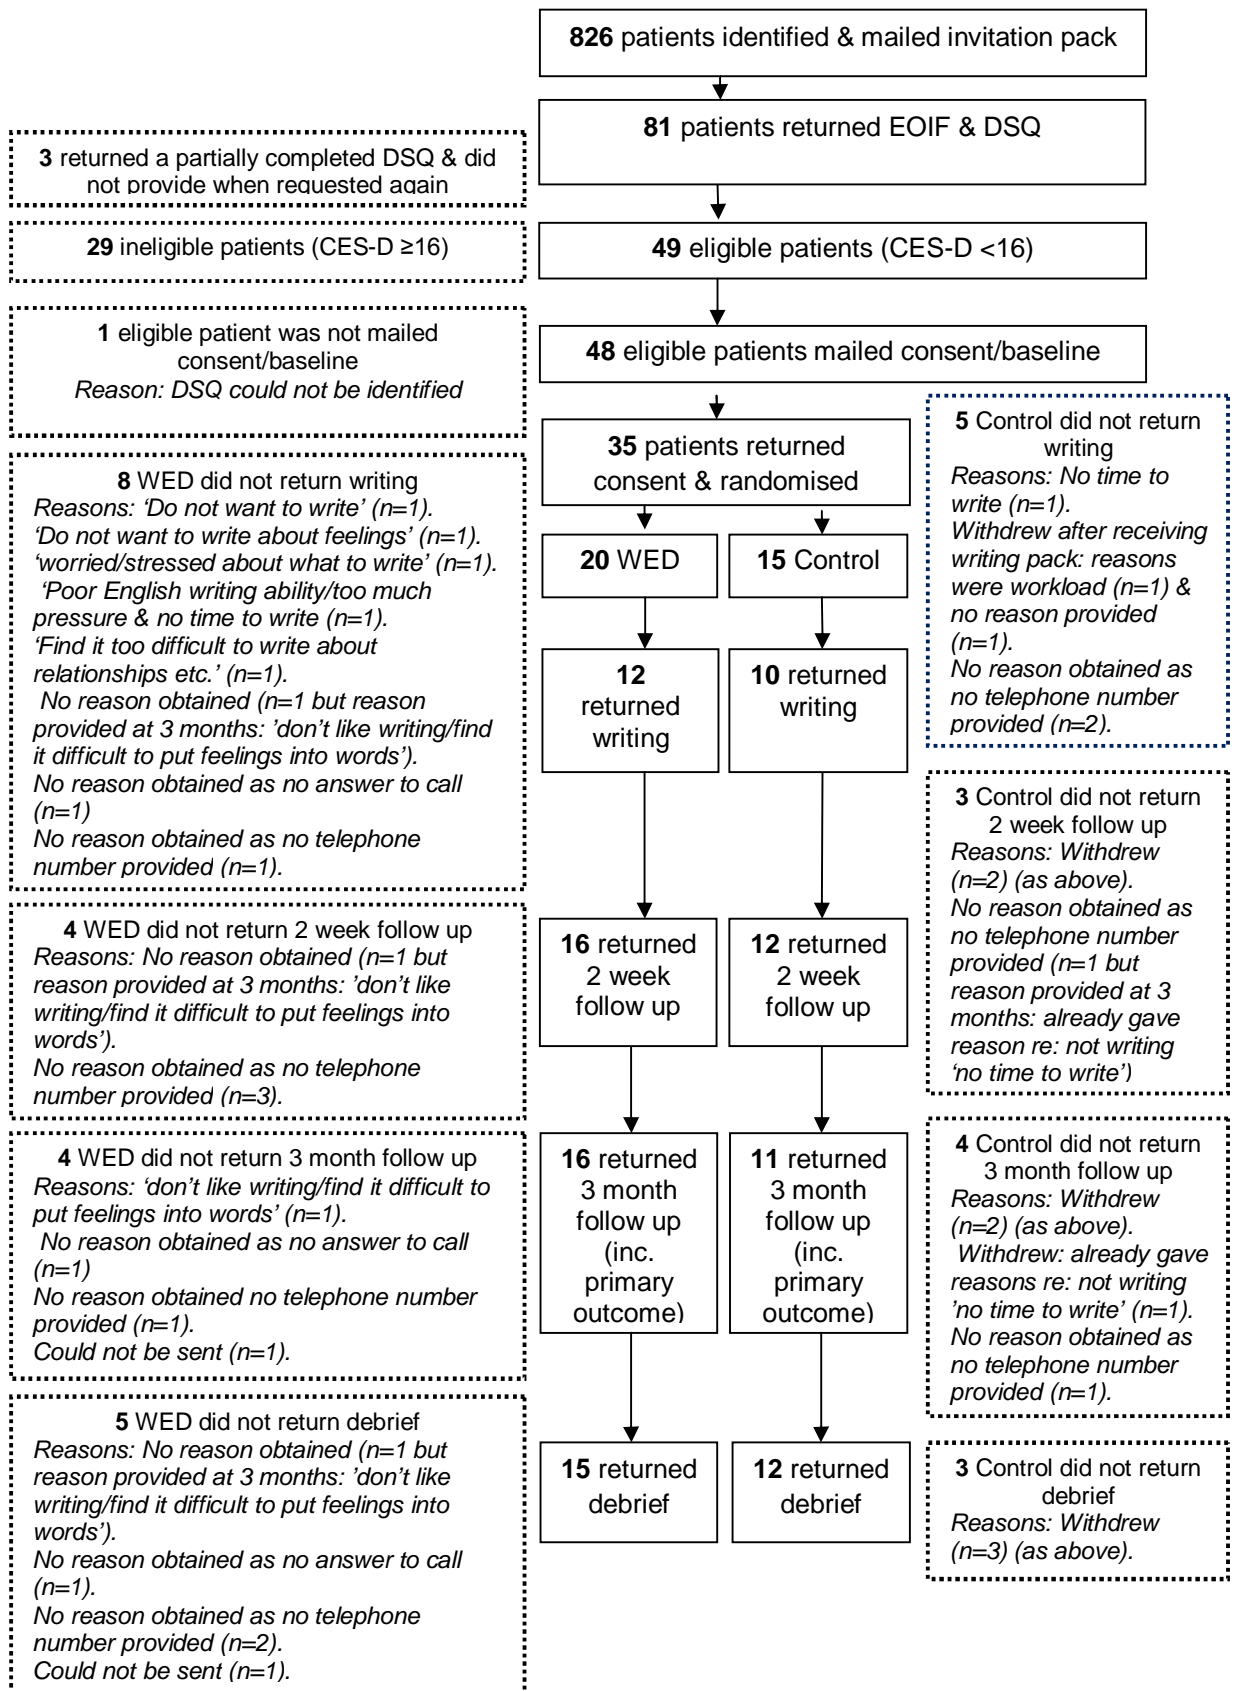 826 patients identified & mailed invitation pack
81 patients returned EOIF & DSQ
3 returned a partially completed DSQ & did
not provide when requested again
29 ineligible patients (CES-D ≥16)
49 eligible patients (CES-D <16)
1 eligible patient was not mailed
consent/baseline
Reason: DSQ could not be identified
48 eligible patients mailed consent/baseline
35 patients returned
consent & randomised
20 WED
15 Control
8 WED did not return writing
Reasons: ‘Do not want to write’ (n=1).
‘Do not want to write about feelings’ (n=1).
‘worried/stressed about what to write’ (n=1).
‘Poor English writing ability/too much
pressure & no time to write (n=1).
‘Find it too difficult to write about
relationships etc.’ (n=1).
No reason obtained (n=1 but reason
provided at 3 months: ’don’t like writing/find
it difficult to put feelings into words’).
No reason obtained as no answer to call
(n=1)
No reason obtained as no telephone
number provided (n=1).
12
returned
writing
10 returned
writing
5 Control did not return
writing
Reasons: No time to
write (n=1).
Withdrew after receiving
writing pack: reasons
were workload (n=1) &
no reason provided
(n=1).
No reason obtained as
no telephone number
provided (n=2).
4 WED did not return 2 week follow up
Reasons: No reason obtained (n=1 but
reason provided at 3 months: ’don’t like
writing/find it difficult to put feelings into
words’).
No reason obtained as no telephone
number provided (n=3).
16 returned
2 week
follow up
12 returned
2 week
follow up
3 Control did not return
2 week follow up
Reasons: Withdrew
(n=2) (as above).
No reason obtained as
no telephone number
provided (n=1 but
reason provided at 3
months: already gave
reason re: not writing
‘no time to write’)
4 WED did not return 3 month follow up
Reasons: ‘don’t like writing/find it difficult to
put feelings into words’ (n=1).
No reason obtained as no answer to call
(n=1)
No reason obtained no telephone number
provided (n=1).
Could not be sent (n=1).
16 returned
3 month
follow up
(inc.
primary
outcome)
11 returned
3 month
follow up
(inc.
primary
outcome)
4 Control did not return
3 month follow up
Reasons: Withdrew
(n=2) (as above).
Withdrew: already gave
reasons re: not writing
’no time to write’ (n=1).
No reason obtained as
no telephone number
provided (n=1).
5 WED did not return debrief
Reasons: No reason obtained (n=1 but
reason provided at 3 months: ’don’t like
writing/find it difficult to put feelings into
words’).
No reason obtained as no answer to call
(n=1).
No reason obtained as no telephone
number provided (n=2).
Could not be sent (n=1).
15 returned
debrief
12 returned
debrief
3 Control did not return
debrief
Reasons: Withdrew
(n=3) (as above).